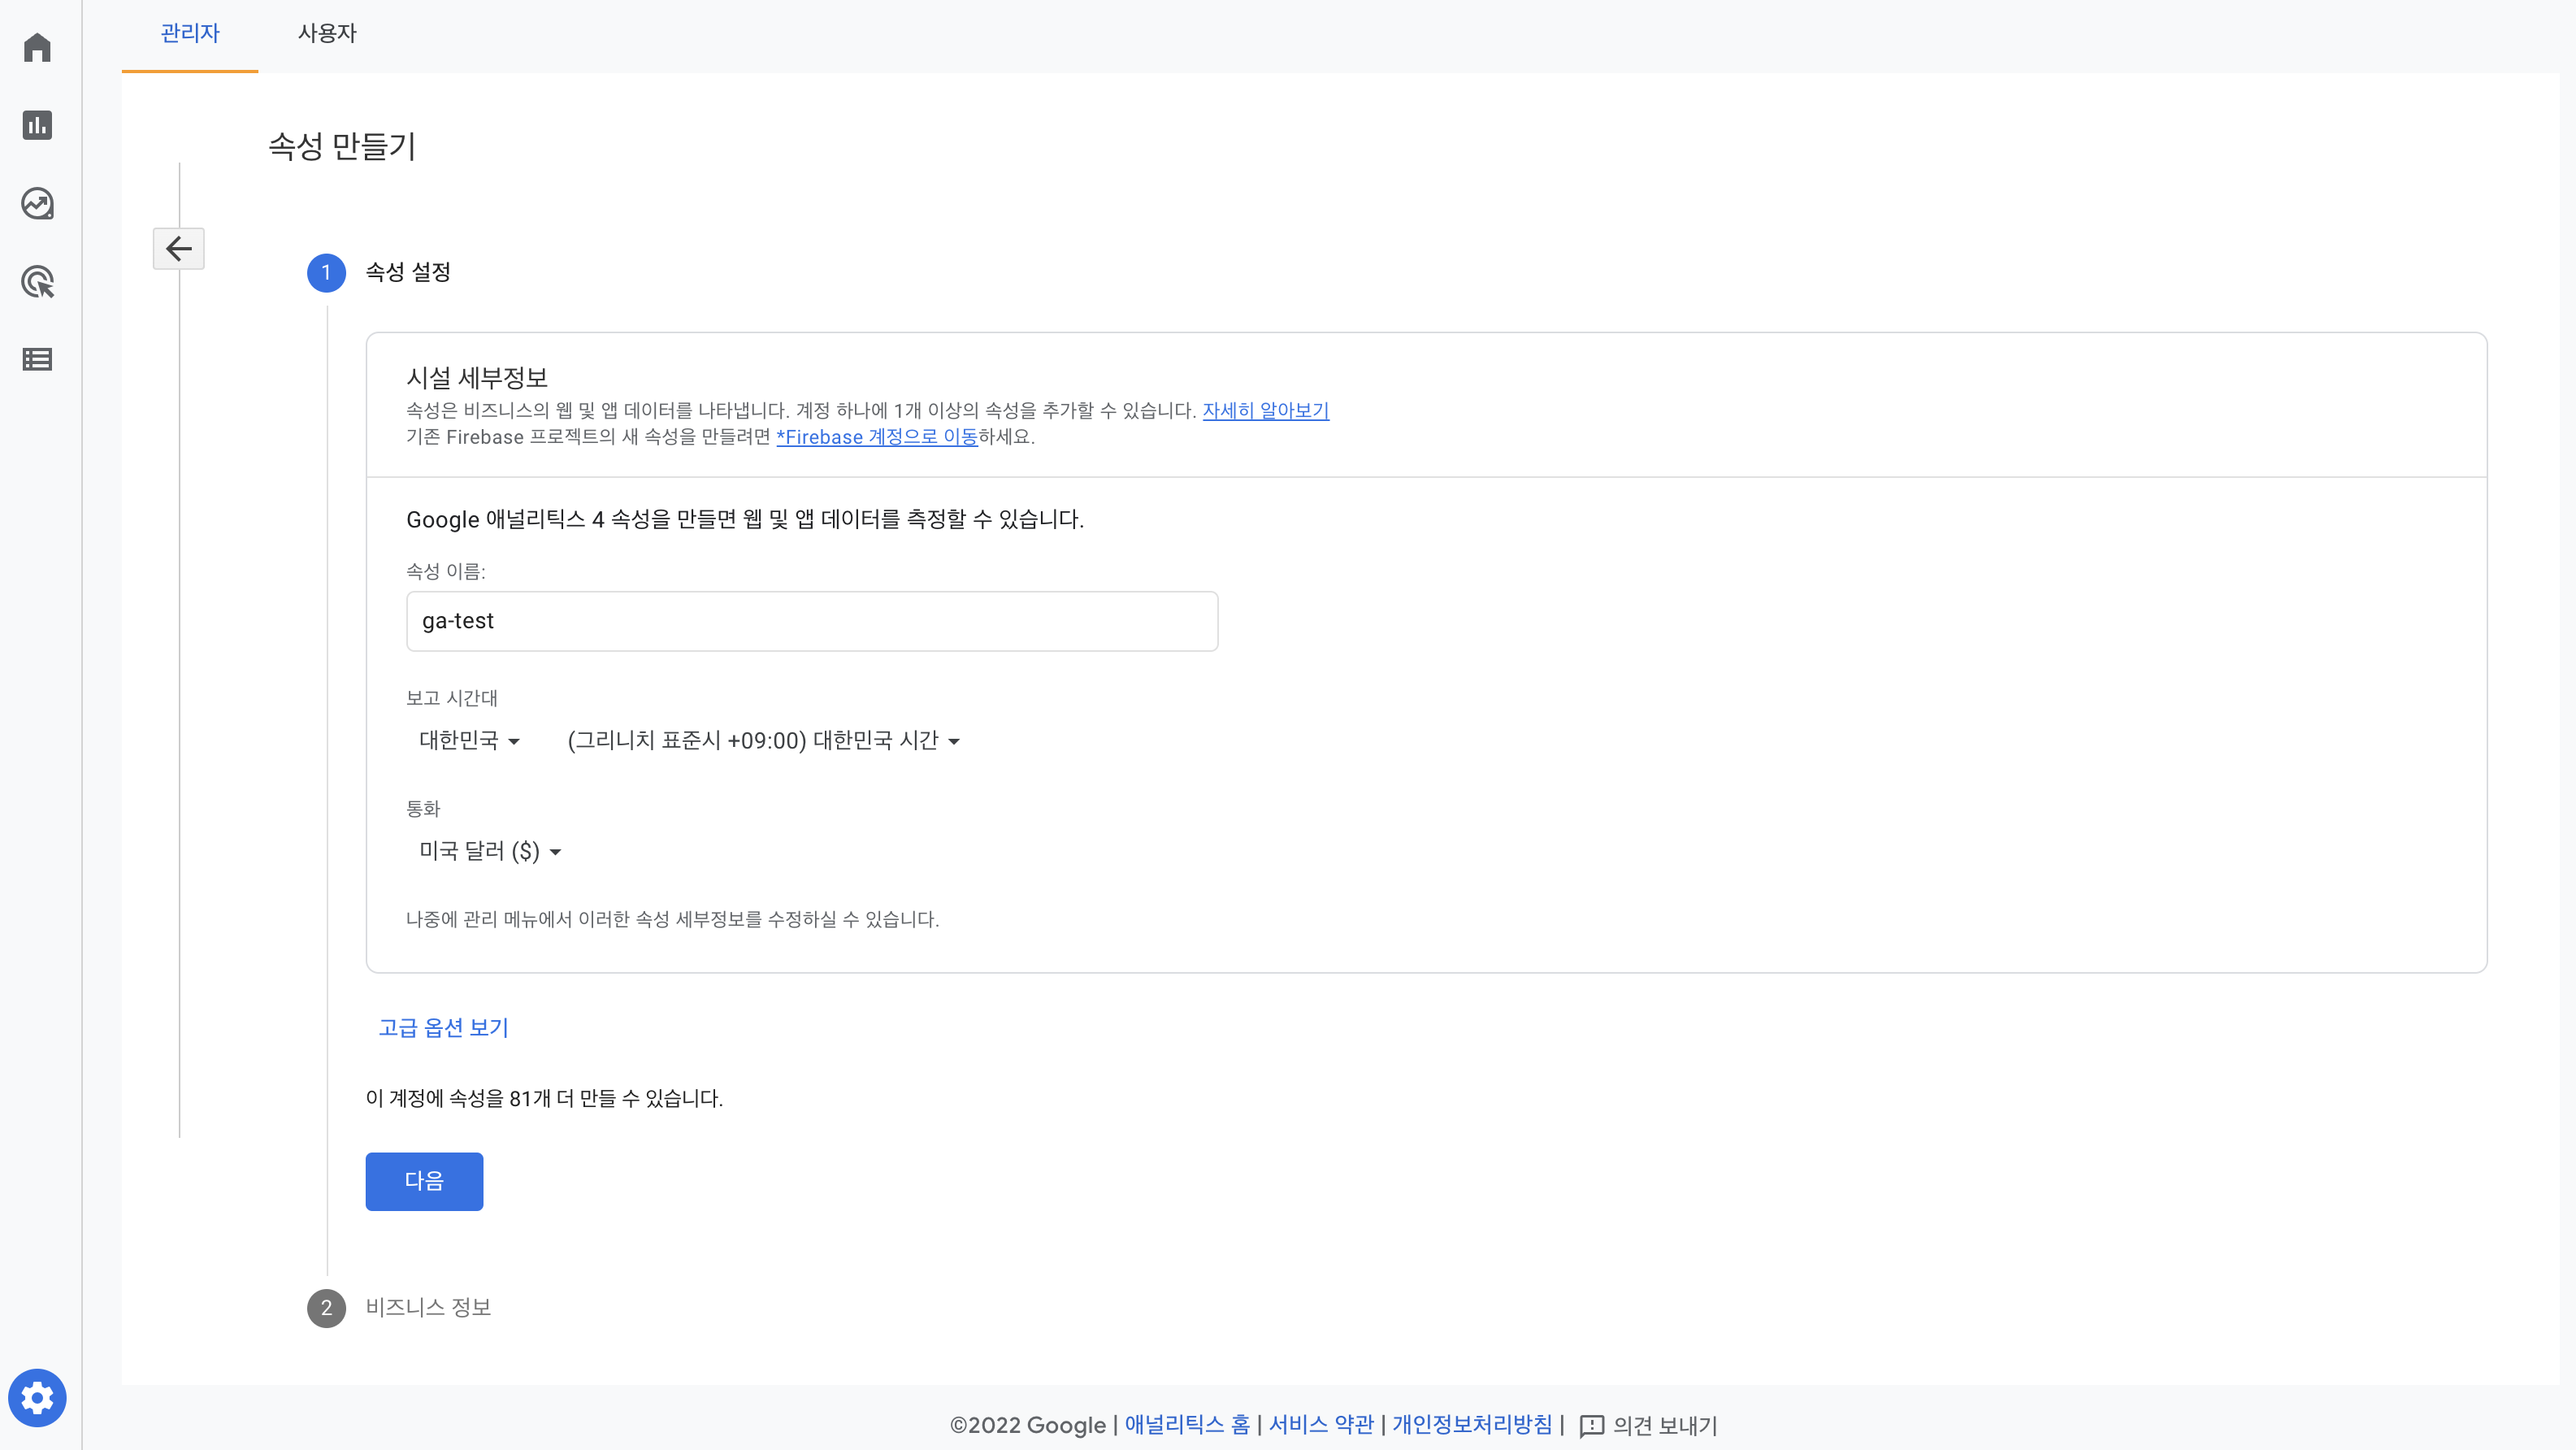 관리자
사용자
속성 만들기
1
속성 설정
시설 세부정보
속성은 비즈니스의 웹 및 앱 데이터를 나타냅니다. 계정 하나에 1개 이상의 속성을 추가할 수 있습니다. 자세히 알아보기
기존 Firebase 프로젝트의 새 속성을 만들려면 *Firebase 계정으로 이동하세요.
Google 애널리틱스 4 속성을 만들면 웹 및 앱 데이터를 측정할 수 있습니다.
속성 이름:
ga-test
보고 시간대
대한민국 (그리니치 표준시 +09:00) 대한민국 시간
통화
미국 달러 ($)
나중에 관리 메뉴에서 이러한 속성 세부정보를 수정하실 수 있습니다.
고급 옵션 보기
이 계정에 속성을 81개 더 만들 수 있습니다.
다음
2
비즈니스 정보
©2022 Google | 애널리틱스 홈 | 서비스 약관 | 개인정보처리방침 | 의견 보내기